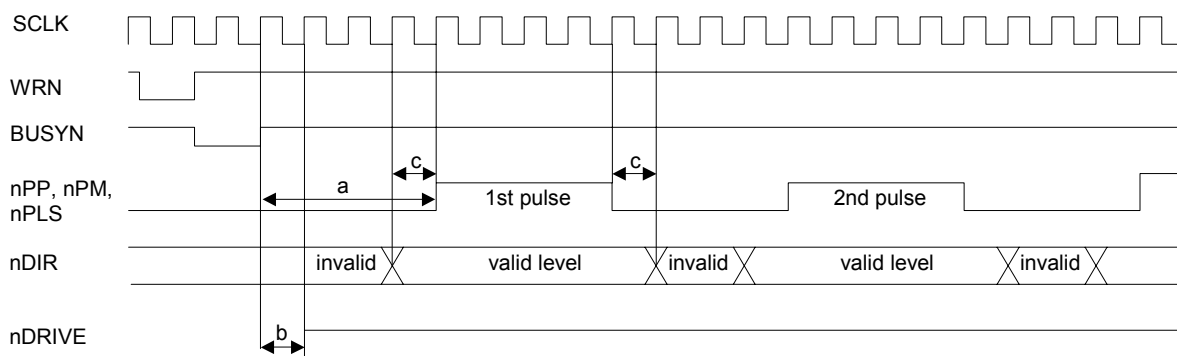 SCLK
WRN
BUSYN
c c
nPP, nPM,
nPLS
a 1st pulse 2nd pulse
nDIR invalid valid level invalid valid level invalid
nDRIVE b